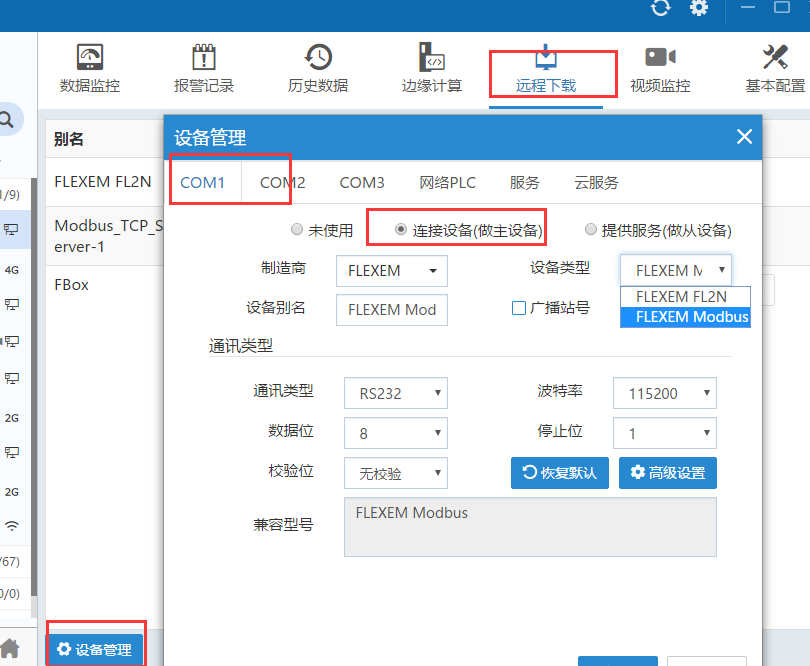 数据监控 报警记录 历史数据 边缘计算 远程下载 视频监控 基本配置
别名
FLEXEM FL2N
Modbus_TCP_S
erver-1
FBox
1/9)
4G
2G
2G
/67)
0/0)
设备管理
设备管理
COM1 COM2 COM3 网络PLC 服务 云服务
未使用 连接设备(做主设备) 提供服务(做从设备)
制造商 FLEXEM 设备类型 FLEXEM M
FLEXEM FL2N
FLEXEM Modbus
设备别名 FLEXEM Mod 广播站号
通讯类型
通讯类型 RS232 波特率 115200
数据位 8 停止位 1
校验位 无校验 恢复默认 高级设置
兼容型号 FLEXEM Modbus